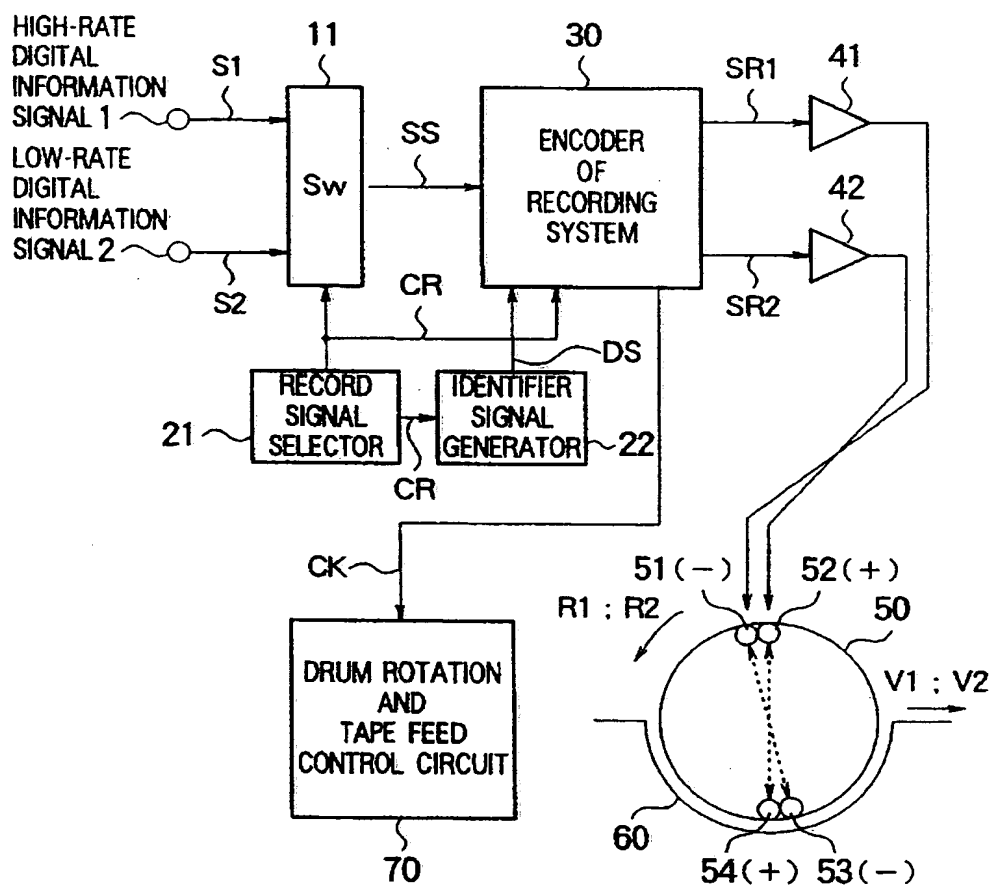 HIGH-RATE
DIGITAL
INFORMATION
SIGNAL 1
S1
11
30
SR1
41
LOW-RATE
DIGITAL
INFORMATION
SIGNAL 2
S2
Sw
SS
ENCODER
OF
RECORDING
SYSTEM
42
SR2
CR
DS
RECORD
SIGNAL
SELECTOR
21
CR
IDENTIFIER
SIGNAL
GENERATOR
22
CK
DRUM ROTATION
AND
TAPE FEED
CONTROL CIRCUIT
70
51(−)
52(+)
R1 ; R2
50
V1 ; V2
60
54(+)
53(−)